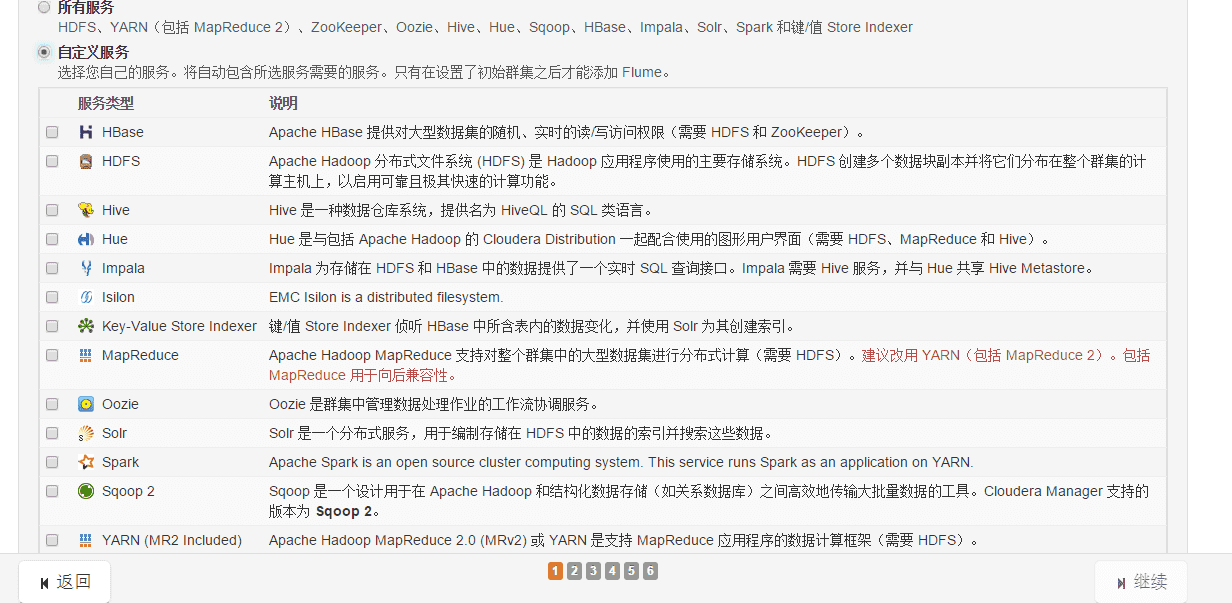 所有服务
HDFS、YARN（包括 MapReduce 2）、ZooKeeper、Oozie、Hive、Hue、Sqoop、HBase、Impala、Solr、Spark 和键/值 Store Indexer
自定义服务
选择您自己的服务。将自动包含所选服务需要的服务。只有在设置了初始群集之后才能添加 Flume。
服务类型 说明
HBase Apache HBase 提供对大型数据集的随机、实时的读/写访问权限（需要 HDFS 和 ZooKeeper）。
HDFS Apache Hadoop 分布式文件系统 (HDFS) 是 Hadoop 应用程序使用的主要存储系统。HDFS 创建多个数据块副本并将它们分布在整个群集的计
算主机上，以启用可靠且极其快速的计算功能。
Hive Hive 是一种数据仓库系统，提供名为 HiveQL 的 SQL 类语言。
Hue Hue 是与包括 Apache Hadoop 的 Cloudera Distribution 一起配合使用的图形用户界面（需要 HDFS、MapReduce 和 Hive）。
Impala Impala 为存储在 HDFS 和 HBase 中的数据提供了一个实时 SQL 查询接口。Impala 需要 Hive 服务，并与 Hue 共享 Hive Metastore。
Isilon EMC Isilon is a distributed filesystem.
Key-Value Store Indexer 键/值 Store Indexer 侦听 HBase 中所含表内的数据变化，并使用 Solr 为其创建索引。
MapReduce Apache Hadoop MapReduce 支持对整个群集中的大型数据集进行分布式计算（需要 HDFS）。建议改用 YARN（包括 MapReduce 2）。包括
MapReduce 用于向后兼容性。
Oozie Oozie 是群集中管理数据处理作业的工作流协调服务。
Solr Solr 是一个分布式服务，用于编制存储在 HDFS 中的数据的索引并搜索这些数据。
Spark Apache Spark is an open source cluster computing system. This service runs Spark as an application on YARN.
Sqoop 2 Sqoop 是一个设计用于在 Apache Hadoop 和结构化数据存储（如关系数据库）之间高效地传输大批量数据的工具。Cloudera Manager 支持的
版本为 Sqoop 2。
YARN (MR2 Included) Apache Hadoop MapReduce 2.0 (MRv2) 或 YARN 是支持 MapReduce 应用程序的数据计算框架（需要 HDFS）。
1 2 3 4 5 6
返回 继续